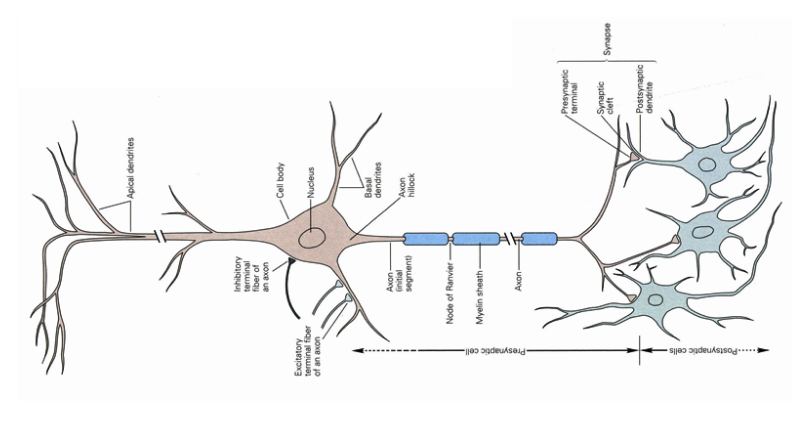 Apical dendrites
Cell body
Nucleus
Basal
dendrites
Axon
hillock
Inhibitory
terminal
fiber of
an axon
Excitatory
terminal fiber
of an axon
Axon
(initial
segment)
Node of Ranvier
Myelin sheath
Axon
Presynaptic
terminal
Synaptic
cleft
Postsynaptic
dendrite
Synapse
Presynaptic cell
Postsynaptic cells